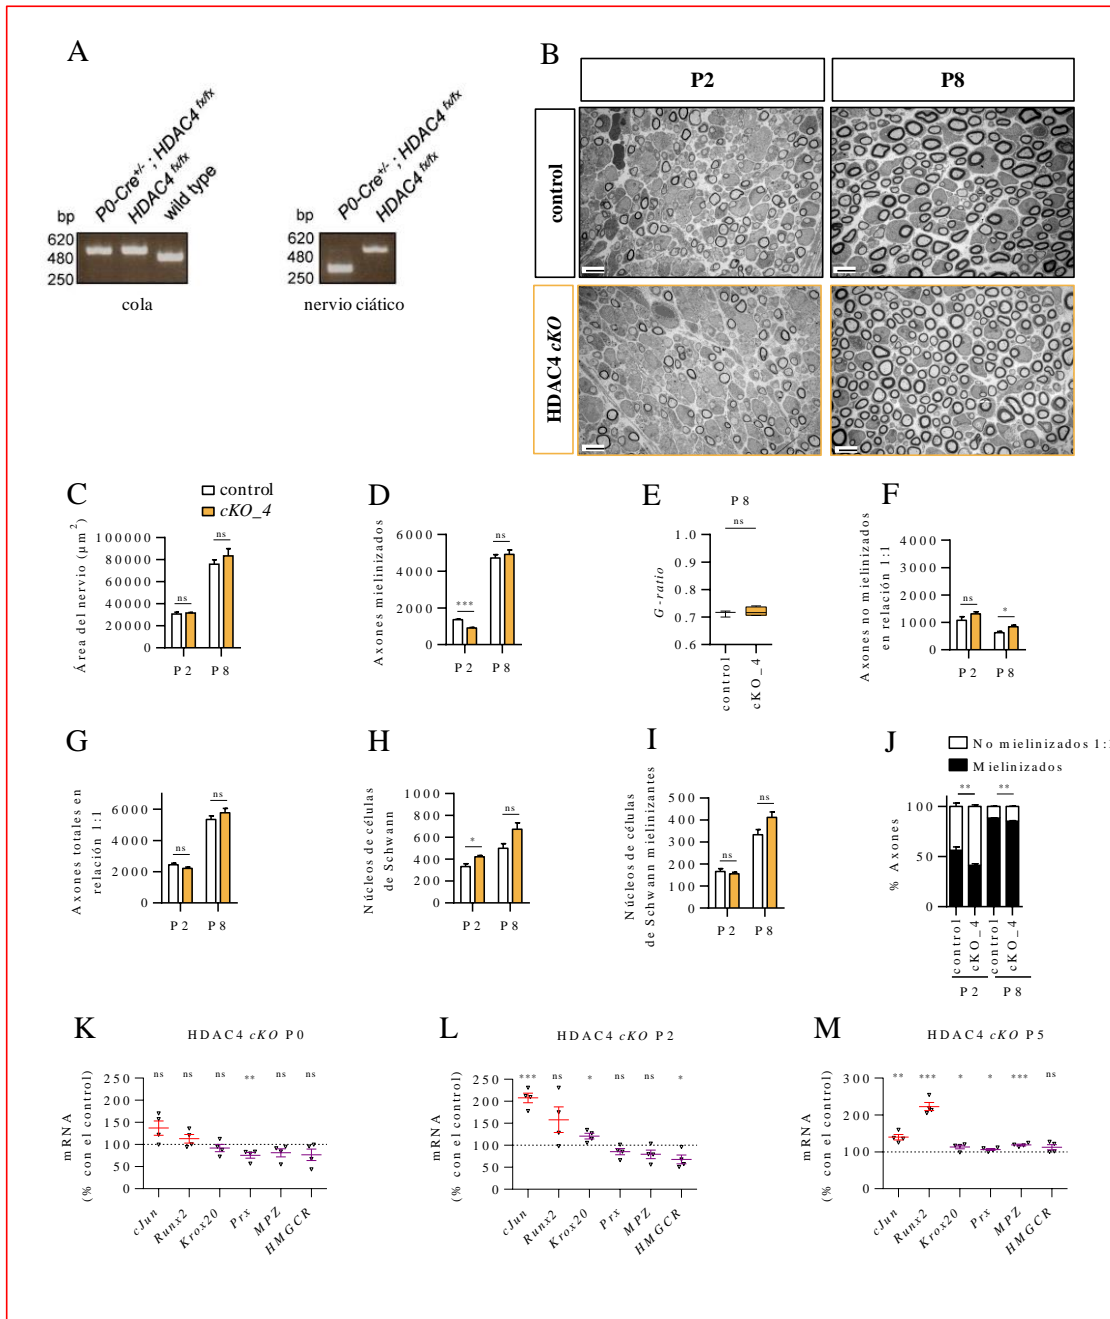 A
P0-Cre+/- ; HDAC4 fx/fx
HDAC4 fx/fx
wild type
bp
620
480
250
cola
P0-Cre+/- ; HDAC4 fx/fx
HDAC4 fx/fx
bp
620
480
250
nervio ciático
B
P2
P8
control
HDAC4 cKO
C
control
cKO_4
Área del nervio (µm2)
100000
80000
60000
40000
20000
0
ns
ns
P2
P8
D
Axones mielinizados
6000
4000
2000
0
***
ns
P2
P8
E
P8
ns
G-ratio
1.0
0.9
0.8
0.7
0.6
control
cKO_4
F
Axones no mielinizados
en relación 1:1
4000
3000
2000
1000
0
ns
*
P2
P8
G
Axones totales en
relación 1:1
6000
4000
2000
0
ns
ns
P2
P8
H
Núcleos de células
de Schwann
800
600
400
200
0
*
ns
P2
P8
I
Núcleos de células
de Schwann mielinizantes
500
400
300
200
100
0
ns
ns
P2
P8
J
No mielinizados 1:1
Mielinizados
% Axones
100
50
0
**
**
control
cKO_4
control
cKO_4
P2
P8
K
HDAC4 cKO P0
ns
ns
ns
**
ns
ns
mRNA
(% con el control)
250
200
150
100
50
0
cJun
Runx2
Krox20
Prx
MPZ
HMGCR
L
HDAC4 cKO P2
***
ns
*
ns
ns
*
mRNA
(% con el control)
250
200
150
100
50
0
cJun
Runx2
Krox20
Prx
MPZ
HMGCR
M
HDAC4 cKO P5
**
***
*
*
***
ns
mRNA
(% con el control)
300
200
100
0
cJun
Runx2
Krox20
Prx
MPZ
HMGCR